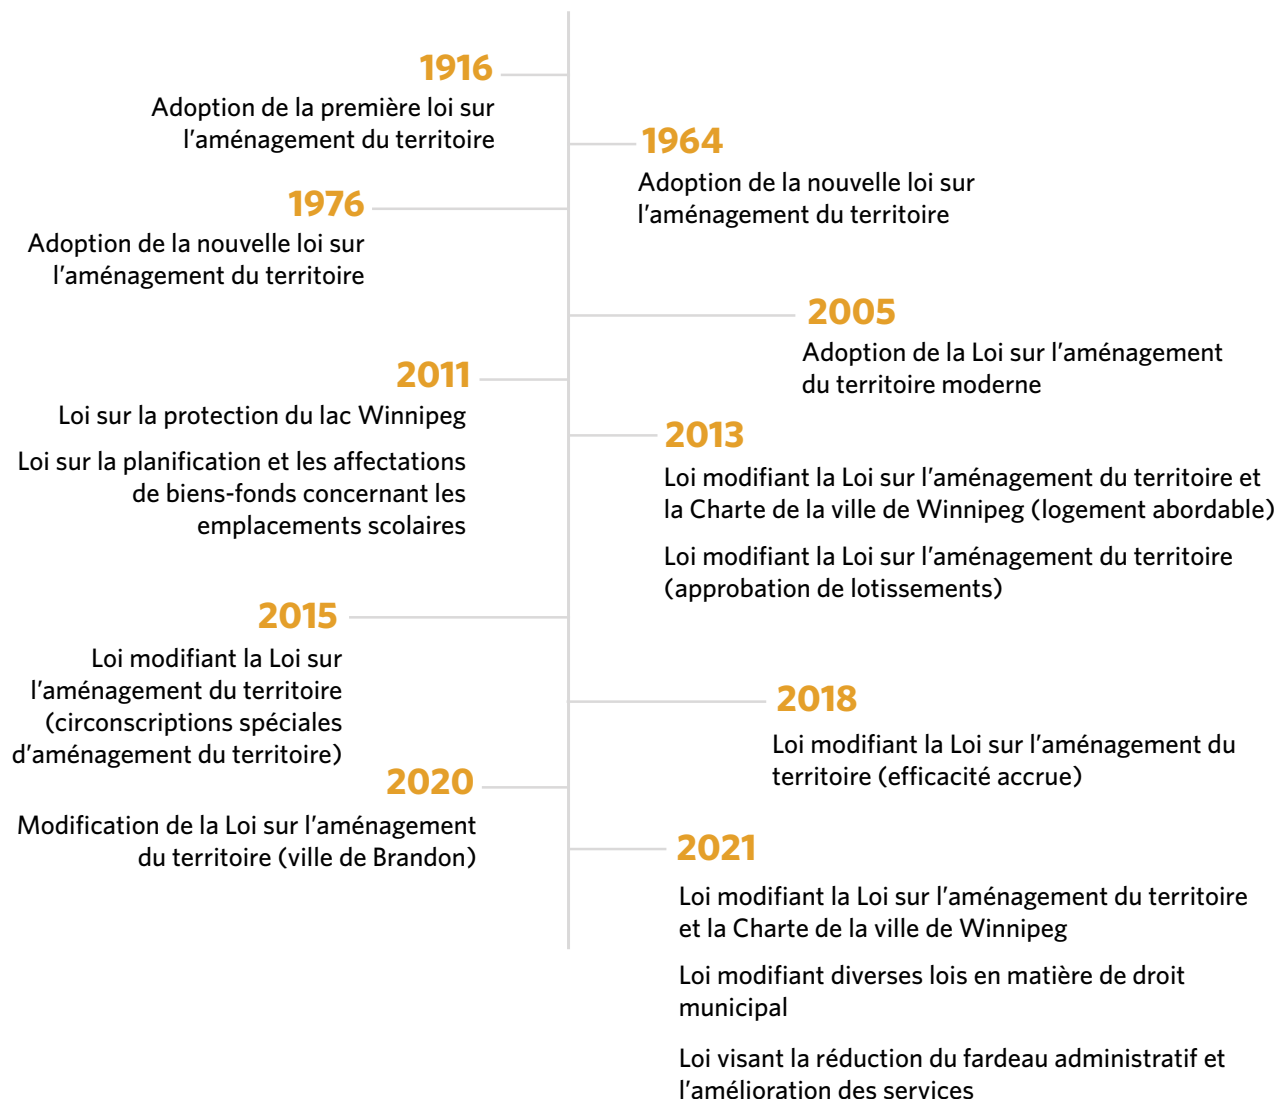 1916
Adoption de la première loi sur
l'aménagement du territoire
1964
Adoption de la nouvelle loi sur
l'aménagement du territoire
1976
Adoption de la nouvelle loi sur
l'aménagement du territoire
2005
Adoption de la Loi sur l'aménagement
du territoire moderne
2011
Loi sur la protection du lac Winnipeg
Loi sur la planification et les affectations
de biens-fonds concernant les
emplacements scolaires
2013
Loi modifiant la Loi sur l'aménagement du territoire et
la Charte de la ville de Winnipeg (logement abordable)
Loi modifiant la Loi sur l'aménagement du territoire
(approbation de lotissements)
2015
Loi modifiant la Loi sur
l'aménagement du territoire
(circonscriptions spéciales
d'aménagement du territoire)
2018
Loi modifiant la Loi sur l'aménagement du
territoire (efficacité accrue)
2020
Modification de la Loi sur l'aménagement
du territoire (ville de Brandon)
2021
Loi modifiant la Loi sur l'aménagement du territoire
et la Charte de la ville de Winnipeg
Loi modifiant diverses lois en matière de droit
municipal
Loi visant la réduction du fardeau administratif et
l'amélioration des services